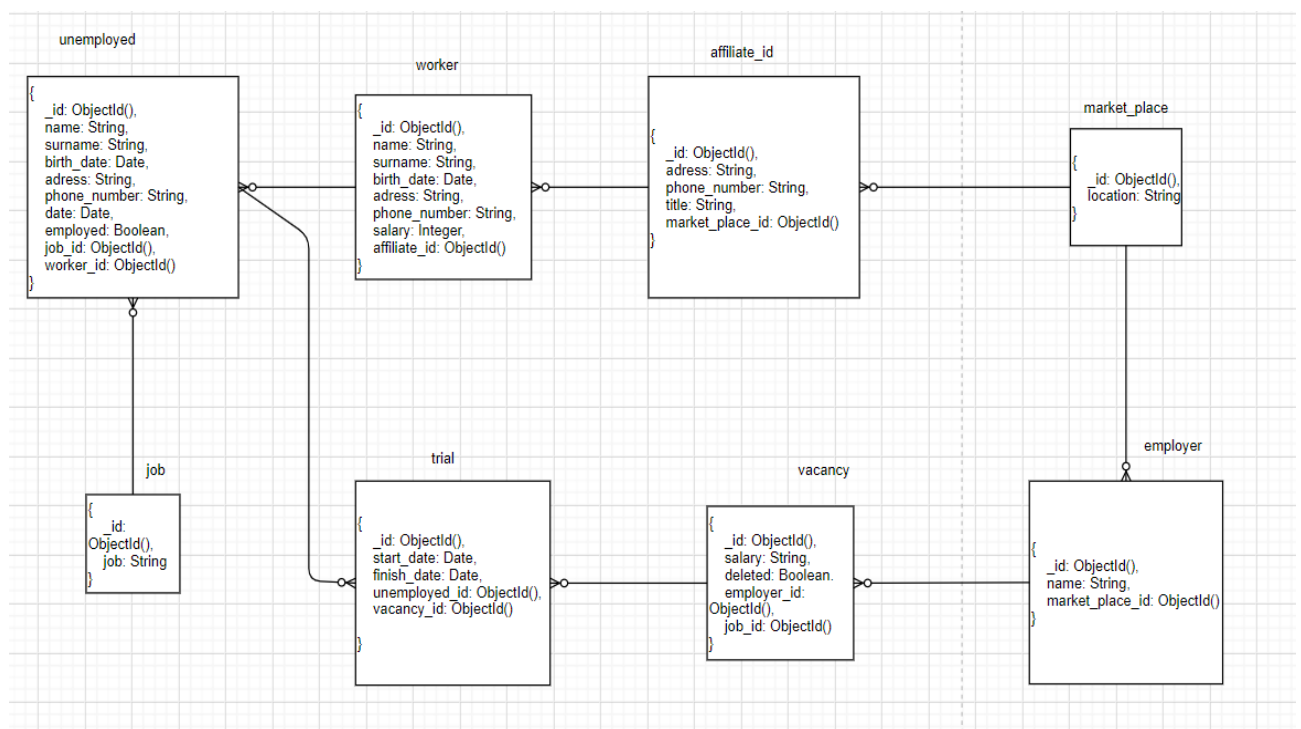 unemployed
{
_id: ObjectId(),
name: String,
surname: String,
birth_date: Date,
adress: String,
phone_number: String,
date: Date,
employed: Boolean,
job_id: ObjectId(),
worker_id: ObjectId()
}
worker
{
_id: ObjectId(),
name: String,
surname: String,
birth_date: Date,
adress: String,
phone_number: String,
salary: Integer,
affiliate_id: ObjectId()
}
affiliate_id
{
_id: ObjectId(),
adress: String,
phone_number: String,
title: String,
market_place_id: ObjectId()
}
market_place
{
_id: ObjectId(),
location: String
}
job
{
_id:
ObjectId(),
job: String
}
trial
{
_id: ObjectId(),
start_date: Date,
finish_date: Date,
unemployed_id: ObjectId(),
vacancy_id: ObjectId()
}
vacancy
{
_id: ObjectId(),
salary: String,
deleted: Boolean.
employer_id:
ObjectId(),
job_id: ObjectId()
}
employer
{
_id: ObjectId(),
name: String,
market_place_id: ObjectId()
}